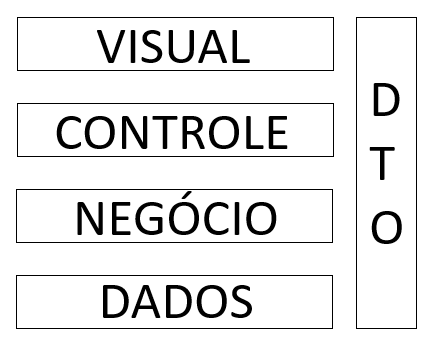 VISUAL
CONTROLE
NEGÓCIO
DADOS
D
T
O